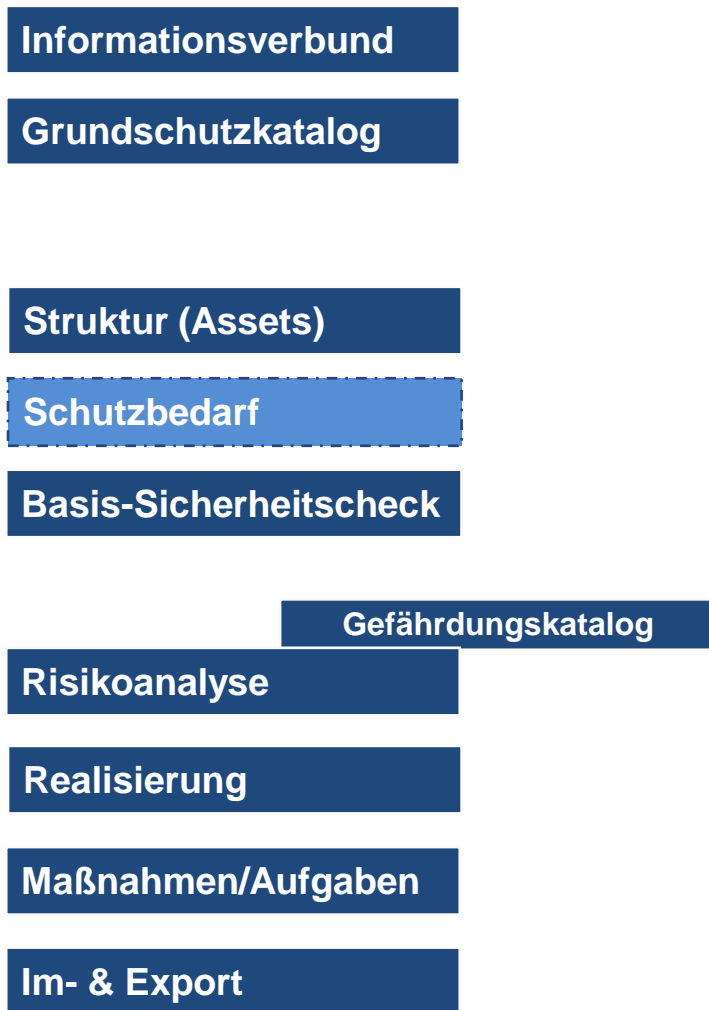 Informationsverbund
Grundschutzkatalog
Struktur (Assets)
Schutzbedarf
Basis-Sicherheitscheck
Gefährdungskatalog
Risikoanalyse
Realisierung
Maßnahmen/Aufgaben
Im- & Export